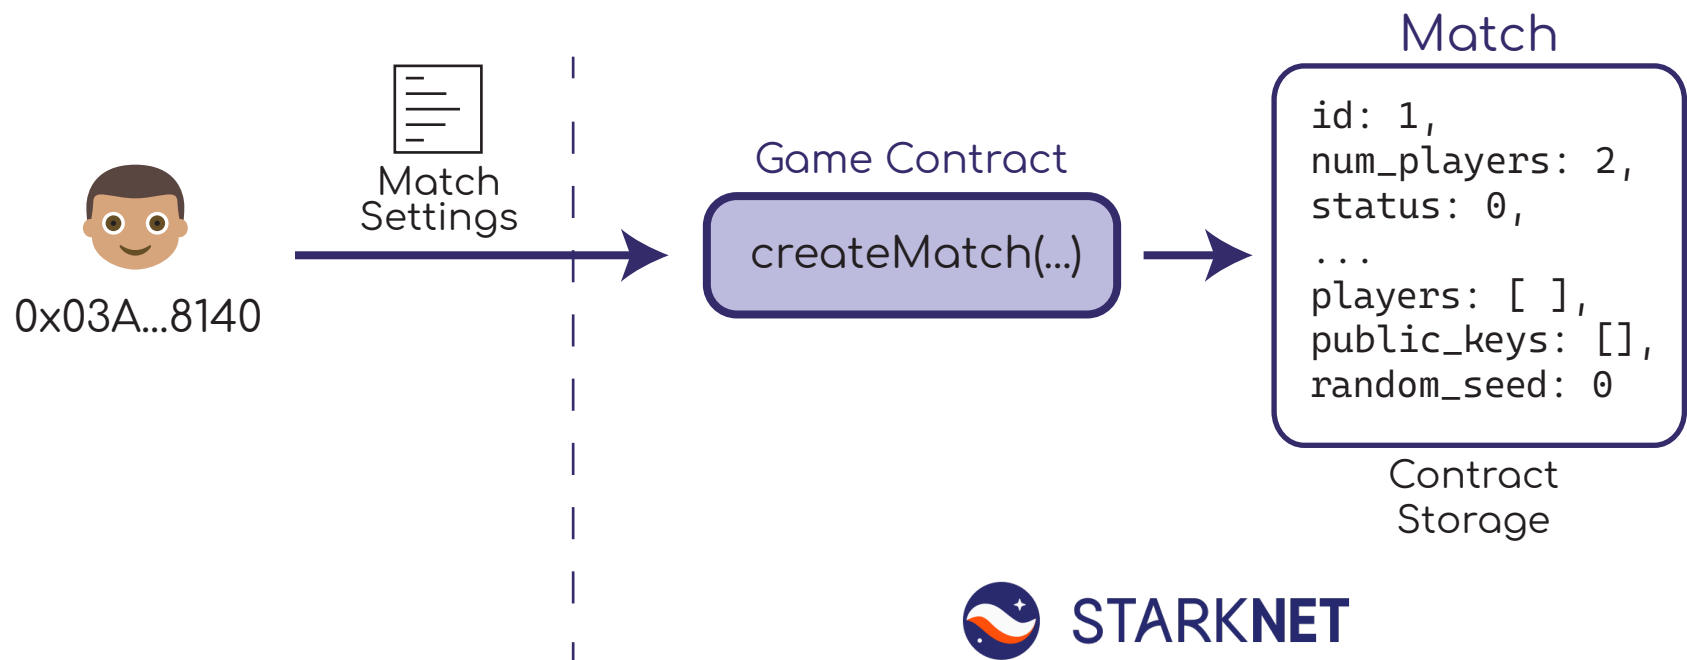 Match
Settings
0x03A...8140
Game Contract
createMatch(...)
Match
id: 1,
num_players: 2,
status: 0,
...
players: [ ],
public_keys: [],
random_seed: 0
Contract
Storage
STARKNET